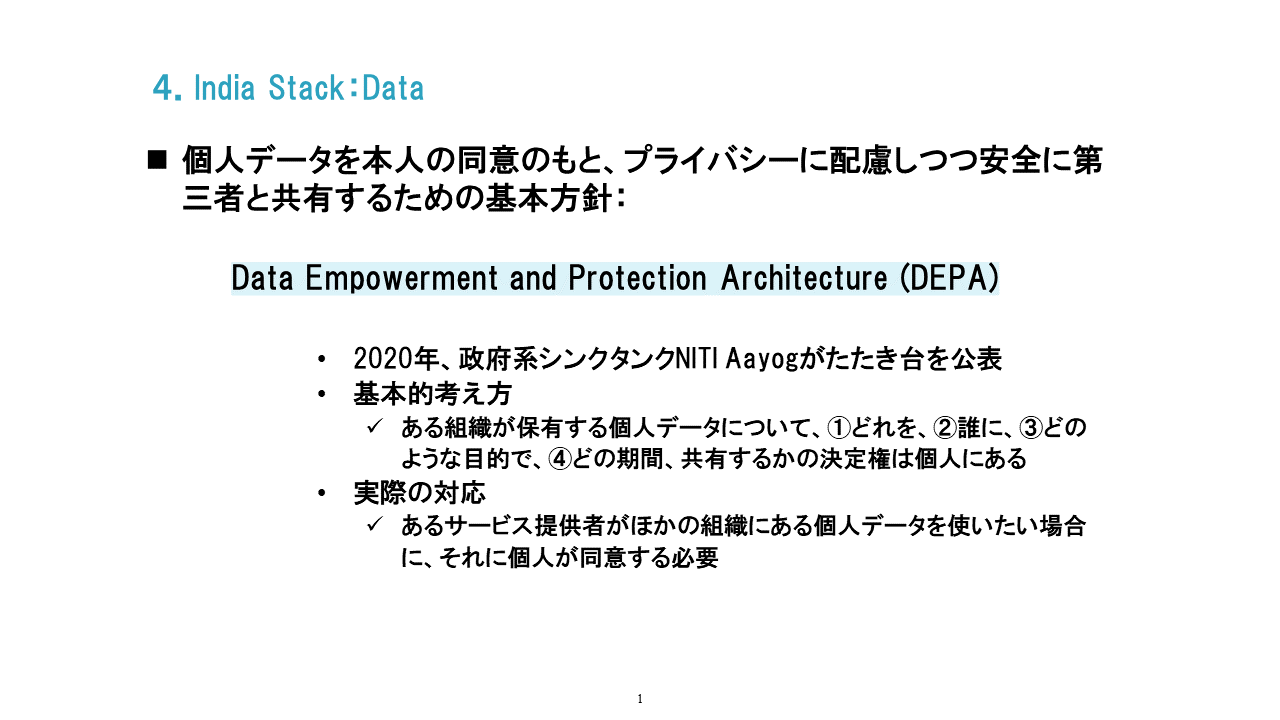 ４. India Stack：Data
■ 個人データを本人の同意のもと、プライバシーに配慮しつつ安全に第
三者と共有するための基本方針：
Data Empowerment and Protection Architecture (DEPA)
• 2020年、政府系シンクタンクNITI Aayogがたたき台を公表
• 基本的考え方
✓ ある組織が保有する個人データについて、①どれを、②誰に、③どの
ような目的で、④どの期間、共有するかの決定権は個人にある
• 実際の対応
✓ あるサービス提供者がほかの組織にある個人データを使いたい場合
に、それに個人が同意する必要
1